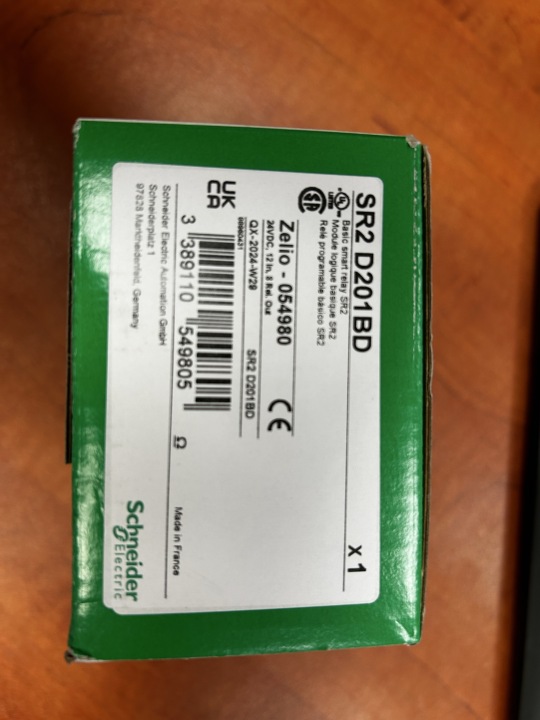 SR2 D201BD
x 1
Basic smart relay SR2
Module logique basique SR2
Relé programable básico SR2
Zelio - 054980
24VDC, 12 In, 8 Rel. Out
CE
QX-2024-W29
SR2 D201BD
3 389110 549805
Ω
UK
CA
Made in France
Schneider Electric Automation GmbH
Schneiderplatz 1
97828 Marktheidenfeld, Germany
Schneider
Electric